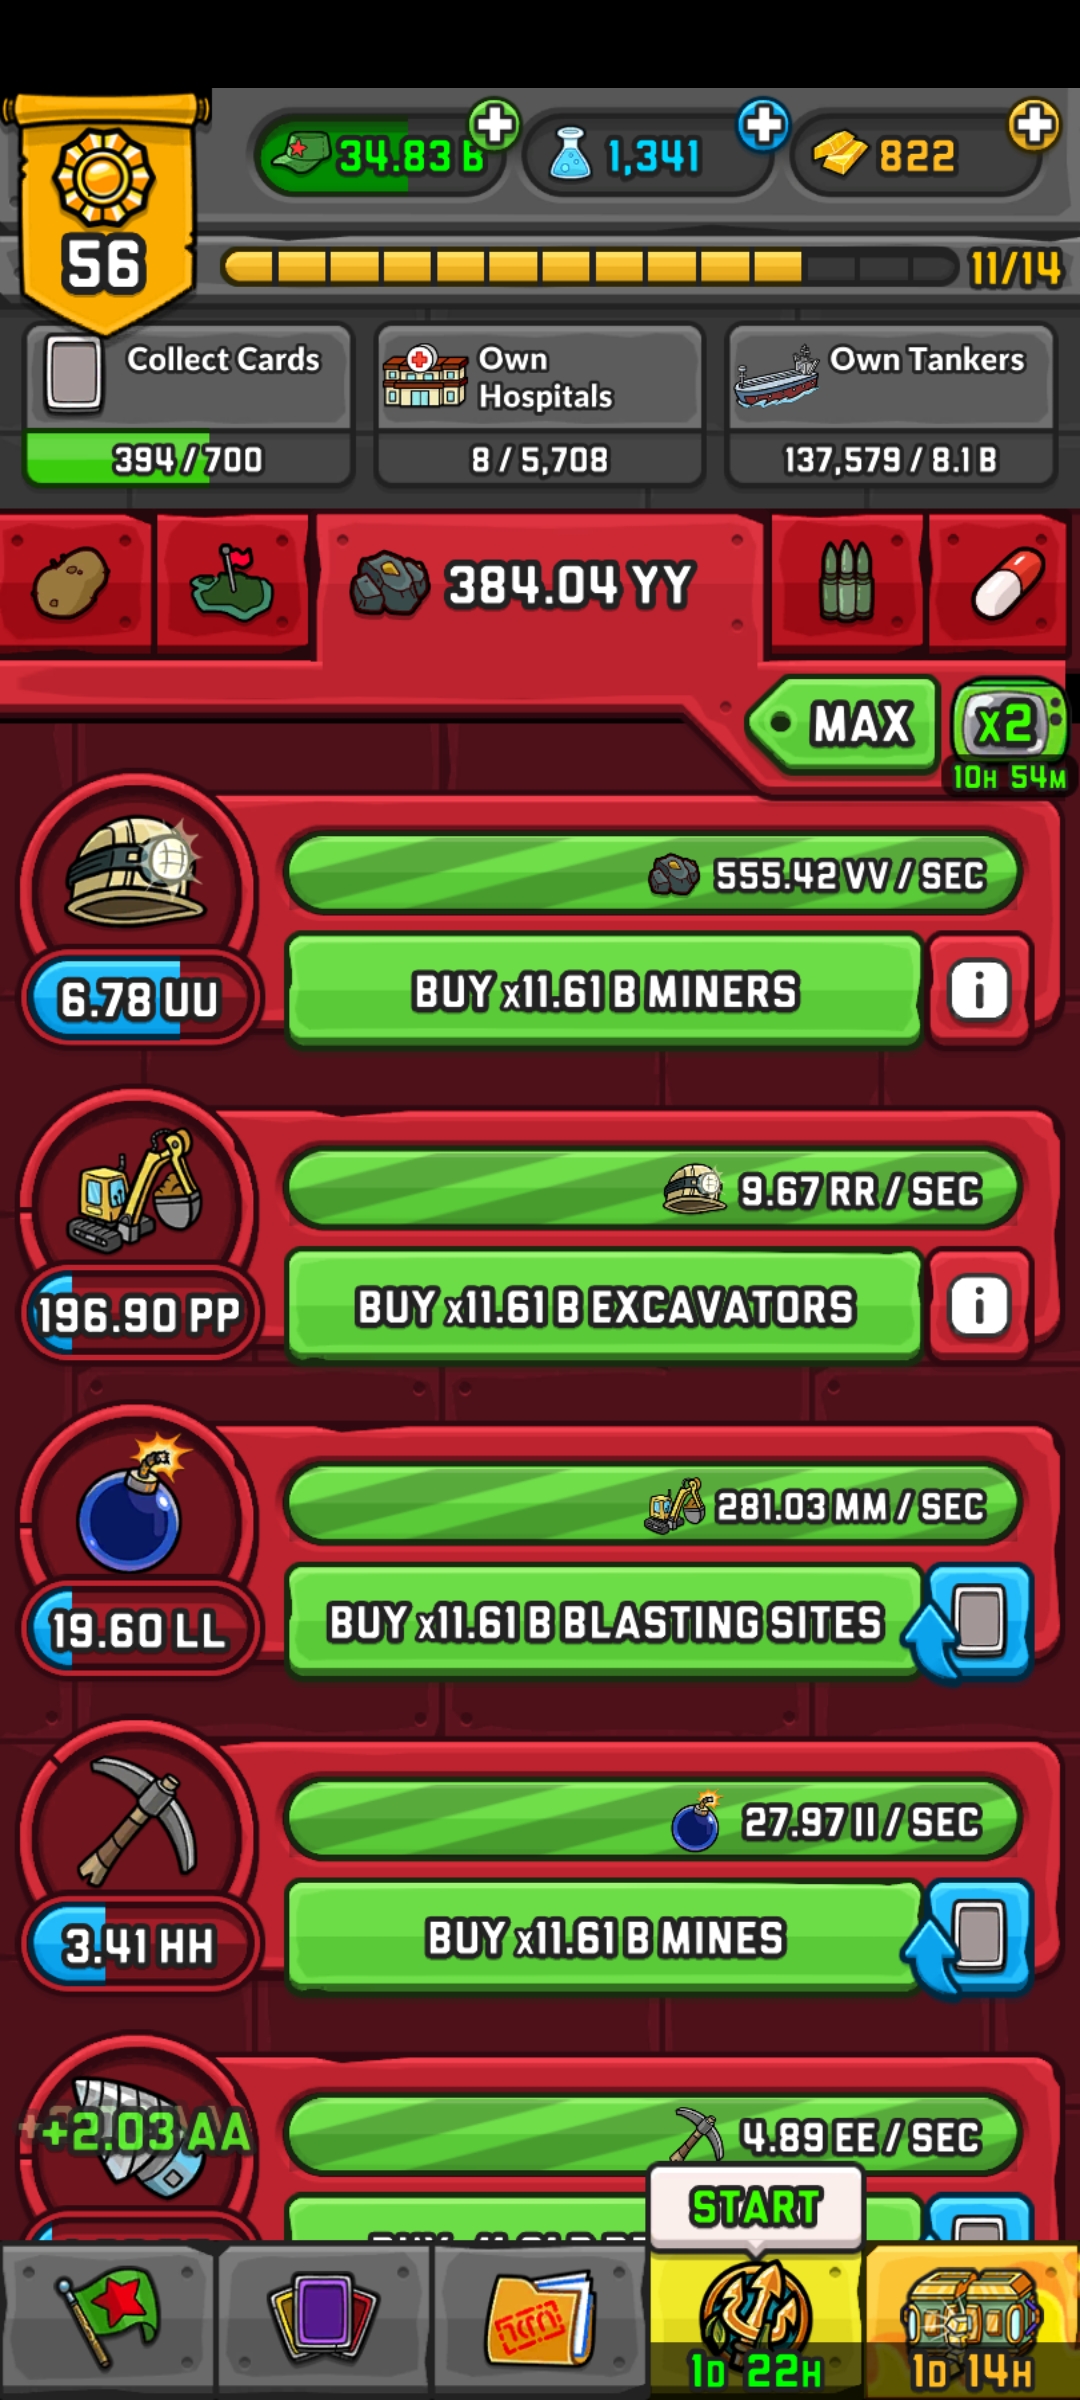 34.83 B
1,341
822
56
11/14
Collect Cards
394 / 700
Own
Hospitals
8 / 5,708
Own Tankers
137,579 / 8.1 B
384.04 YY
MAX
x2
10H 54M
555.42 VV / SEC
6.78 UU
BUY x11.61 B MINERS
i
9.67 RR / SEC
196.90 PP
BUY x11.61 B EXCAVATORS
i
281.03 MM / SEC
19.60 LL
BUY x11.61 B BLASTING SITES
27.97 II / SEC
3.41 HH
BUY x11.61 B MINES
+2.03 AA
4.89 EE / SEC
START
1D 22H
1D 14H